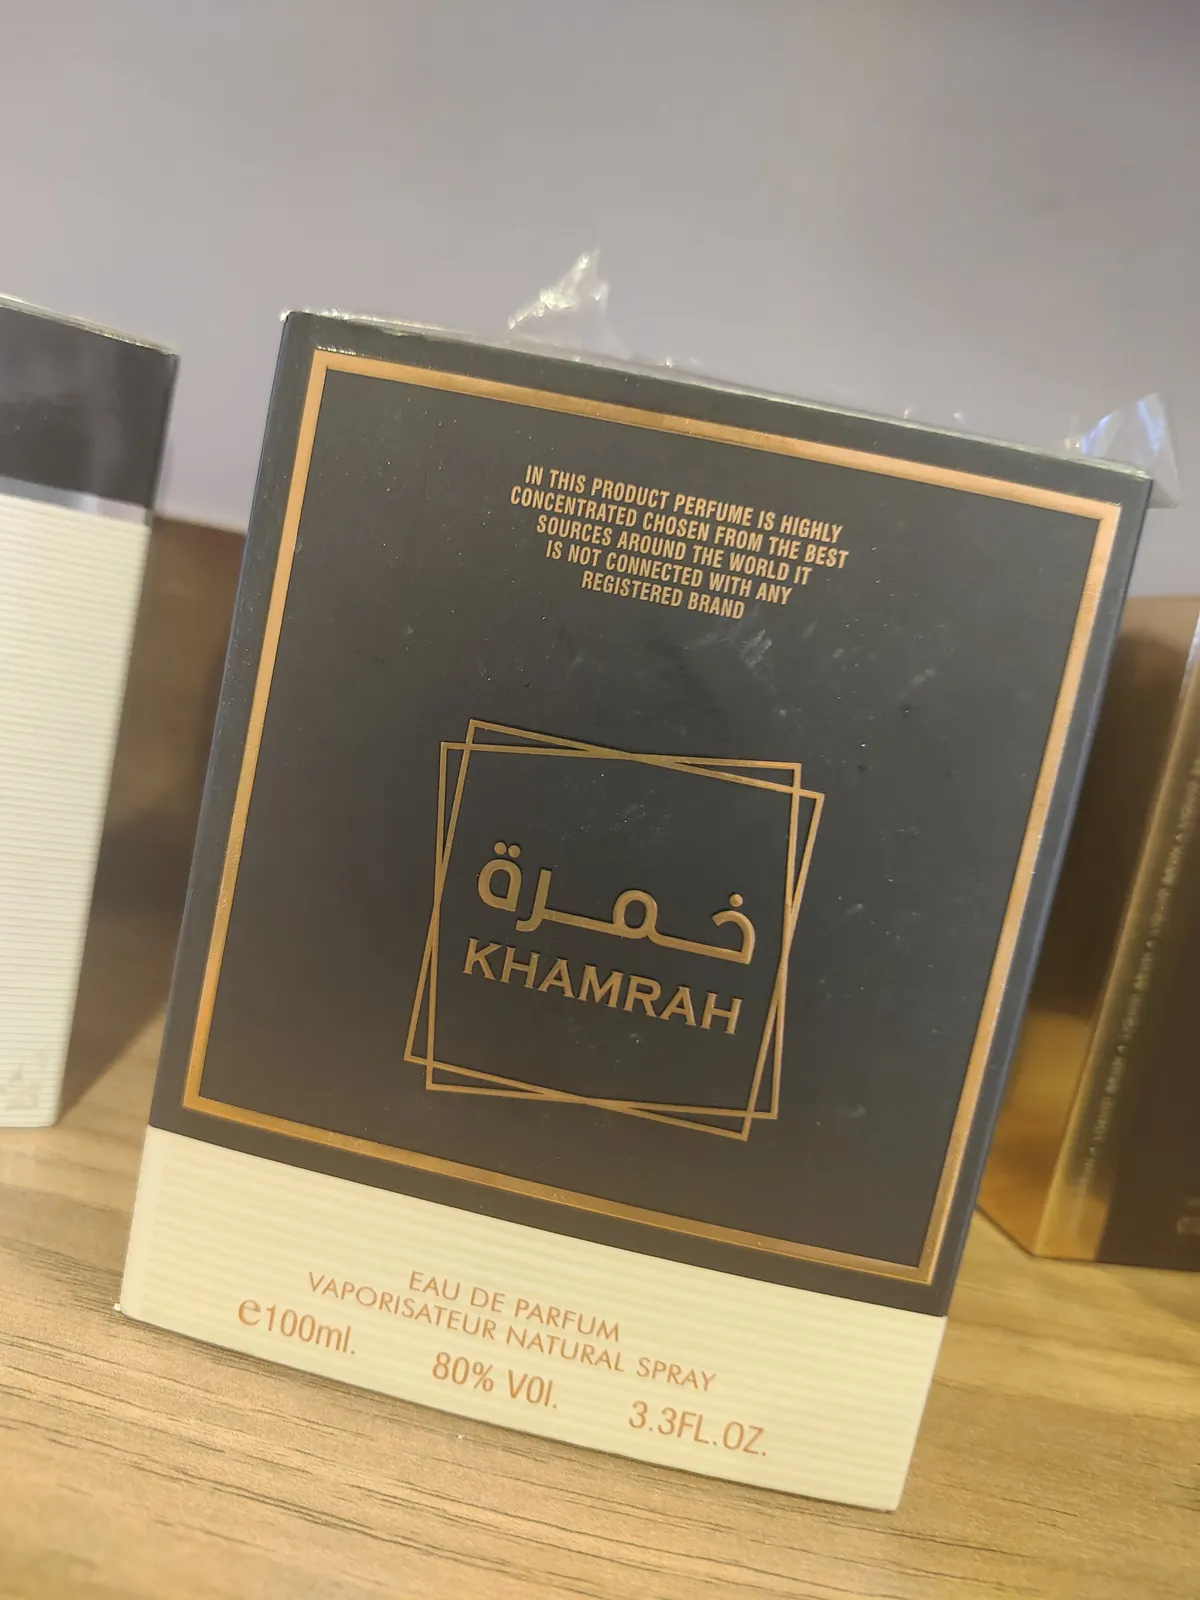 IN THIS PRODUCT PERFUME IS HIGHLY
CONCENTRATED CHOSEN FROM THE BEST
SOURCES AROUND THE WORLD IT
IS NOT CONNECTED WITH ANY
REGISTERED BRAND
خمرة
KHAMRAH
EAU DE PARFUM
VAPORISATEUR NATURAL SPRAY
e100ml. 80% VOl. 3.3FL.OZ.